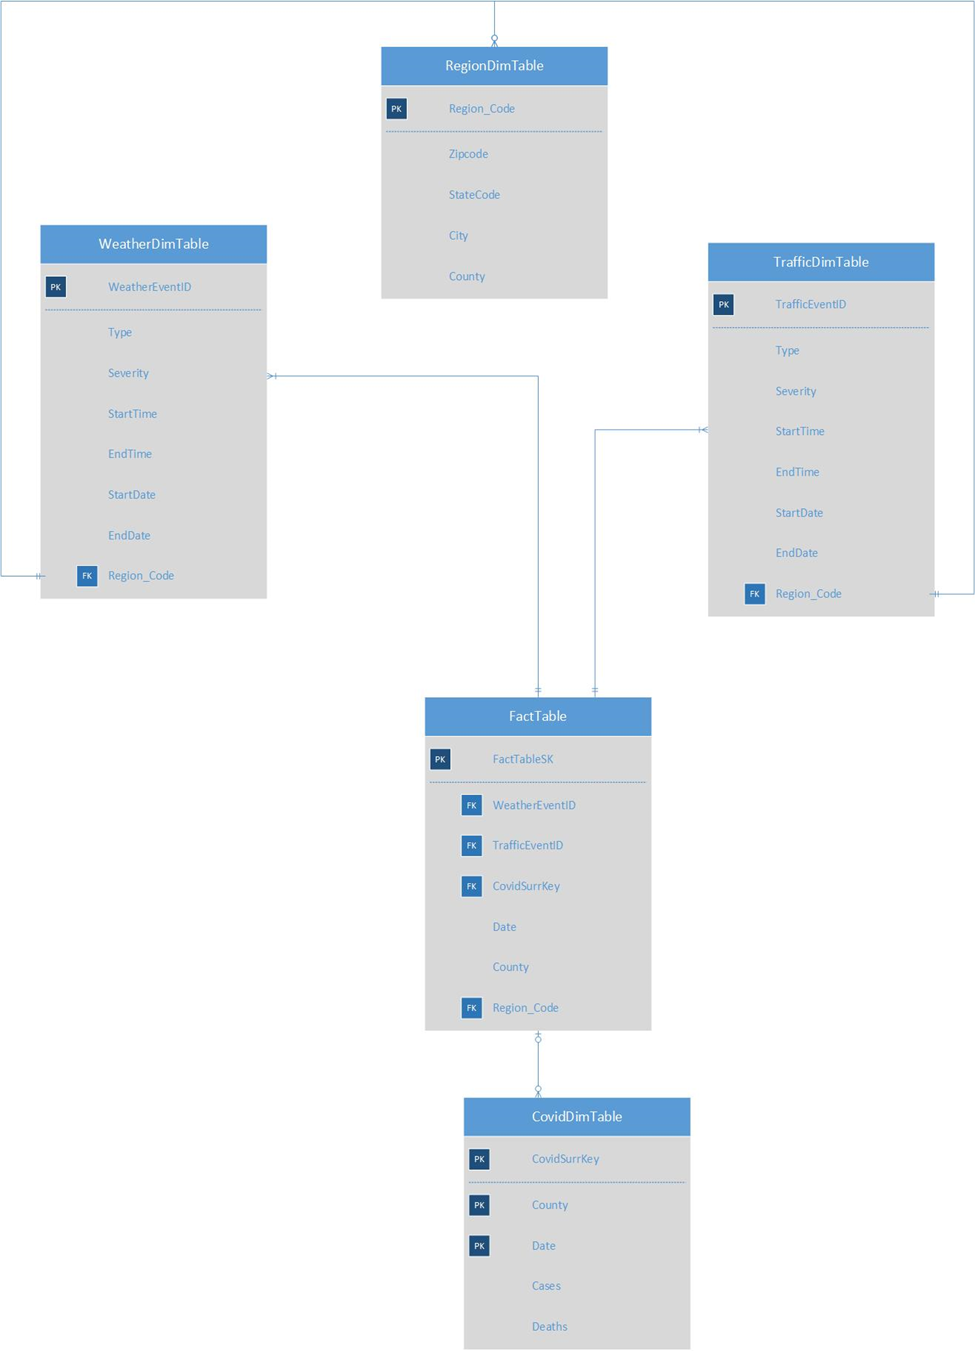 RegionDimTable
PK Region_Code
Zipcode
StateCode
City
County
WeatherDimTable
PK WeatherEventID
Type
Severity
StartTime
EndTime
StartDate
EndDate
FK Region_Code
TrafficDimTable
PK TrafficEventID
Type
Severity
StartTime
EndTime
StartDate
EndDate
FK Region_Code
FactTable
PK FactTableSK
FK WeatherEventID
FK TrafficEventID
FK CovidSurrKey
Date
County
FK Region_Code
CovidDimTable
PK CovidSurrKey
PK County
PK Date
Cases
Deaths